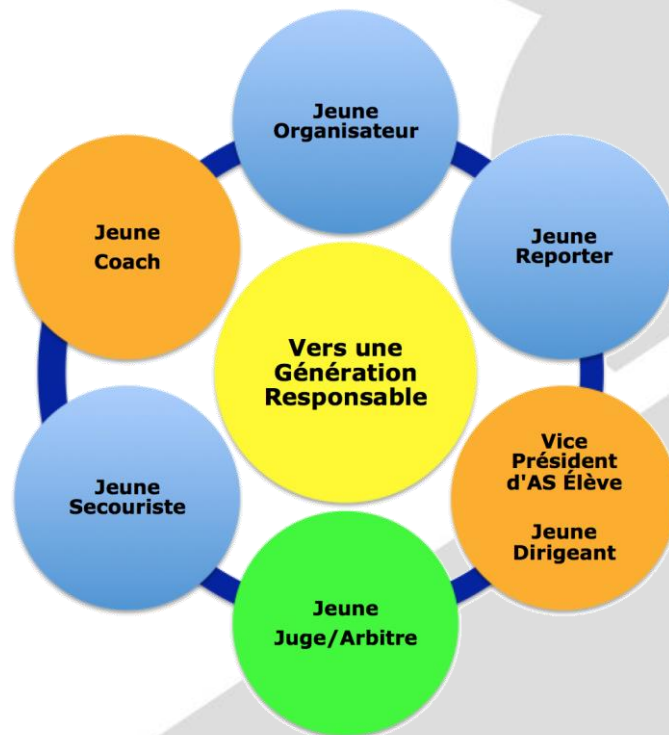 Jeune
Organisateur
Jeune
Reporter
Jeune
Coach
Vers une
Génération
Responsable
Vice
Président
d'AS Élève
Jeune
Dirigeant
Jeune
Secouriste
Jeune
Juge/Arbitre